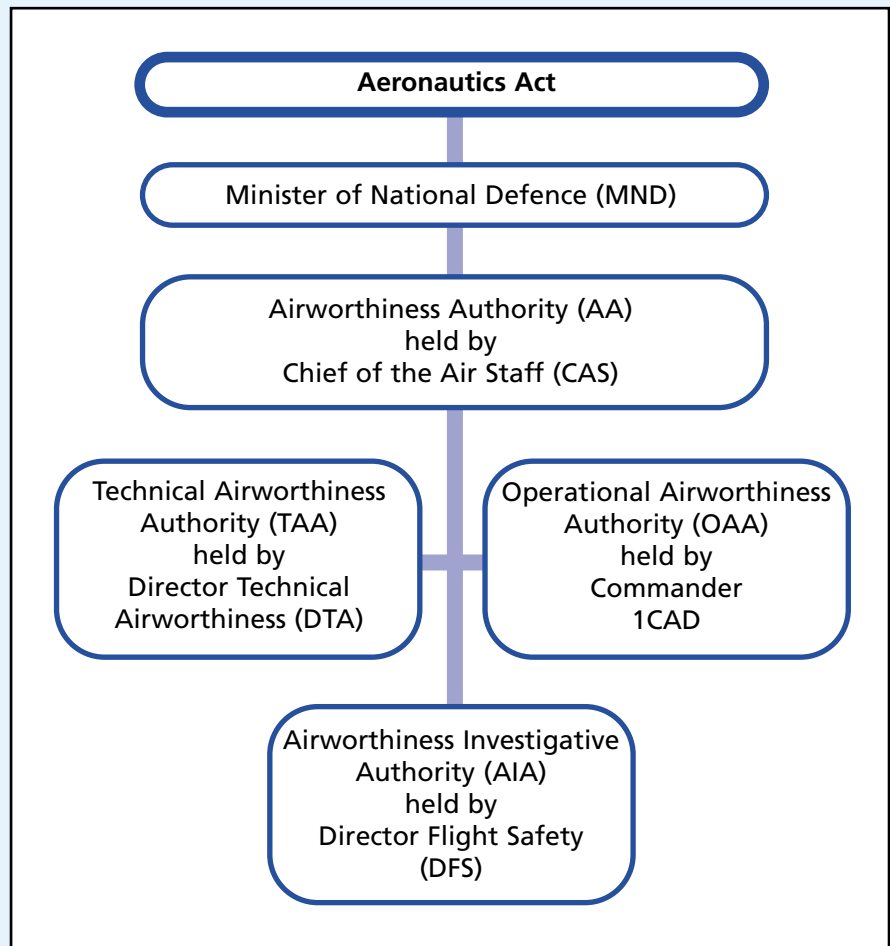 Aeronautics Act
Minister of National Defence (MND)
Airworthiness Authority (AA)
held by
Chief of the Air Staff (CAS)
Technical Airworthiness
Authority (TAA)
held by
Director Technical
Airworthiness (DTA)
Operational Airworthiness
Authority (OAA)
held by
Commander
1CAD
Airworthiness Investigative
Authority (AIA)
held by
Director Flight Safety
(DFS)